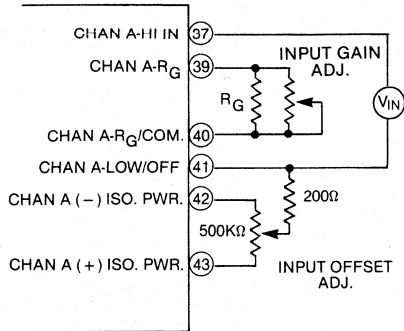 CHAN A-HI IN 37
CHAN A-RG 39
INPUT GAIN
ADJ.
RG
VIN
CHAN A-RG/COM. 40
CHAN A-LOW/OFF 41
CHAN A (−) ISO. PWR. 42
200Ω
500KΩ
CHAN A (+) ISO. PWR. 43
INPUT OFFSET
ADJ.